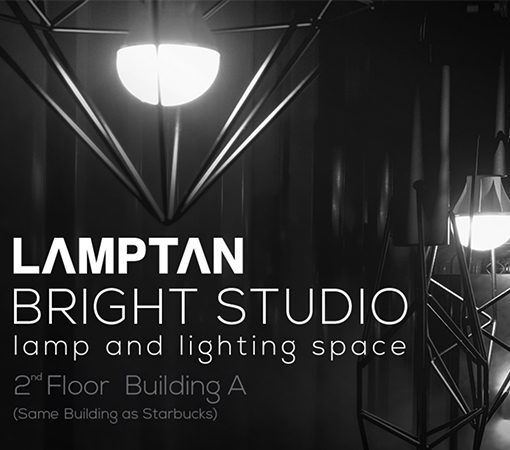 LAMPTAN
BRIGHT STUDIO
lamp and lighting space
2nd Floor Building A
(Same Building as Starbucks)